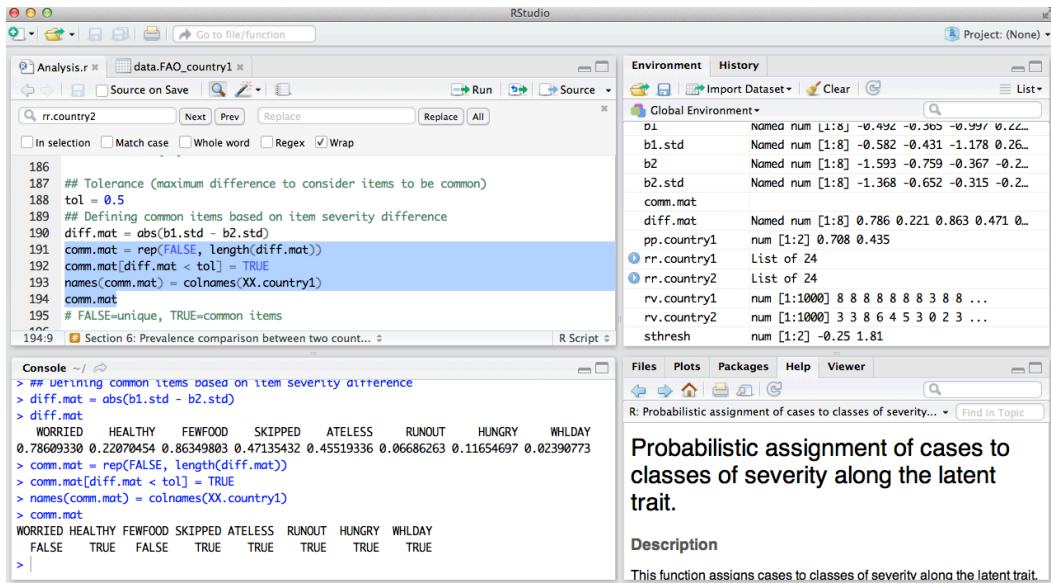 RStudio
Go to file/function
Project: (None)
Analysis.r
data.FAO_country1
Source on Save
Run
Source
rr.country2
Next
Prev
Replace
Replace
All
In selection
Match case
Whole word
Regex
Wrap
186
187 ## Tolerance (maximum difference to consider items to be common)
188 tol = 0.5
189 ## Defining common items based on item severity difference
190 diff.mat = abs(b1.std - b2.std)
191 comm.mat = rep(FALSE, length(diff.mat))
192 comm.mat[diff.mat < tol] = TRUE
193 names(comm.mat) = colnames(XX.country1)
194 comm.mat
195 # FALSE=unique, TRUE=common items
194:9
Section 6: Prevalence comparison between two count...
R Script
Console ~/
> ## Defining common items based on item severity difference
> diff.mat = abs(b1.std - b2.std)
> diff.mat
WORRIED HEALTHY FEWFOOD SKIPPED ATELESS RUNOUT HUNGRY WHLDAY
0.78609330 0.22070454 0.86349803 0.47135432 0.45519336 0.06686263 0.11654697 0.02390773
> comm.mat = rep(FALSE, length(diff.mat))
> comm.mat[diff.mat < tol] = TRUE
> names(comm.mat) = colnames(XX.country1)
> comm.mat
WORRIED HEALTHY FEWFOOD SKIPPED ATELESS RUNOUT HUNGRY WHLDAY
FALSE TRUE FALSE TRUE TRUE TRUE TRUE TRUE
>
Environment
History
Import Dataset
Clear
List
Global Environment
b1 Named num [1:8] -0.492 -0.365 -0.997 0.22…
b1.std Named num [1:8] -0.582 -0.431 -1.178 0.26…
b2 Named num [1:8] -1.593 -0.759 -0.367 -0.2…
b2.std Named num [1:8] -1.368 -0.652 -0.315 -0.2…
comm.mat
diff.mat Named num [1:8] 0.786 0.221 0.863 0.471 0…
pp.country1 num [1:2] 0.708 0.435
rr.country1 List of 24
rr.country2 List of 24
rv.country1 num [1:1000] 8 8 8 8 8 8 8 3 8 8 ...
rv.country2 num [1:1000] 3 3 8 6 4 5 3 0 2 3 ...
sthresh num [1:2] -0.25 1.81
Files
Plots
Packages
Help
Viewer
R: Probabilistic assignment of cases to classes of severity...
Find in Topic
Probabilistic assignment of cases to
classes of severity along the latent
trait.
Description
This function assigns cases to classes of severity along the latent trait.